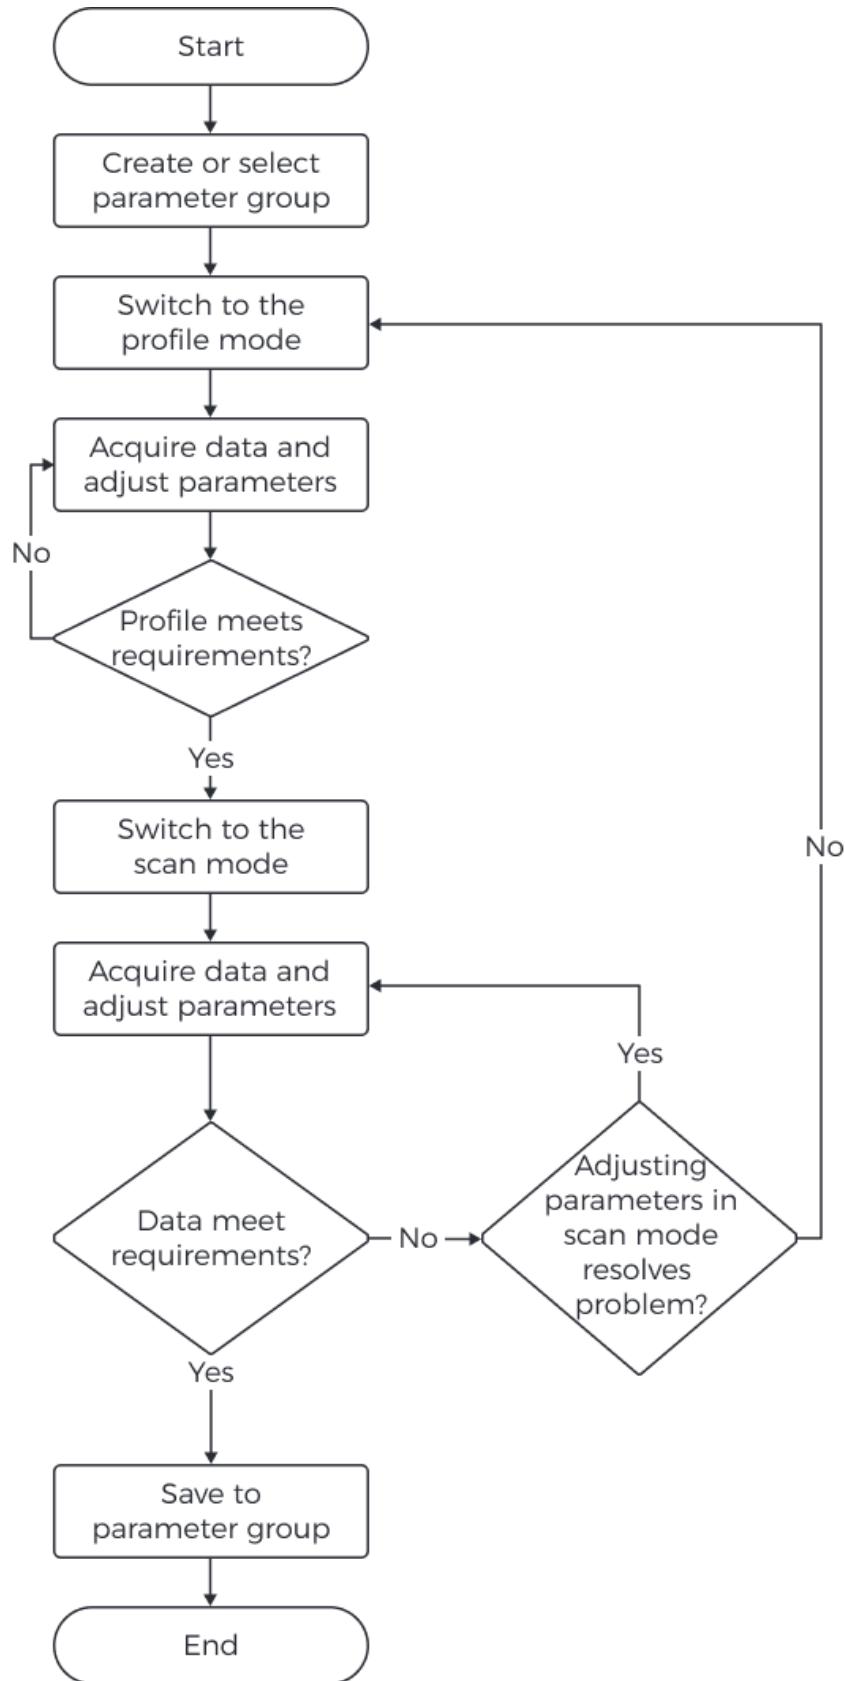 Start
Create or select
parameter group
Switch to the
profile mode
Acquire data and
adjust parameters
No
Profile meets
requirements?
Yes
Switch to the
scan mode
No
Acquire data and
adjust parameters
Yes
Data meet
requirements?
No
Adjusting
parameters in
scan mode
resolves
problem?
Yes
Save to
parameter group
End